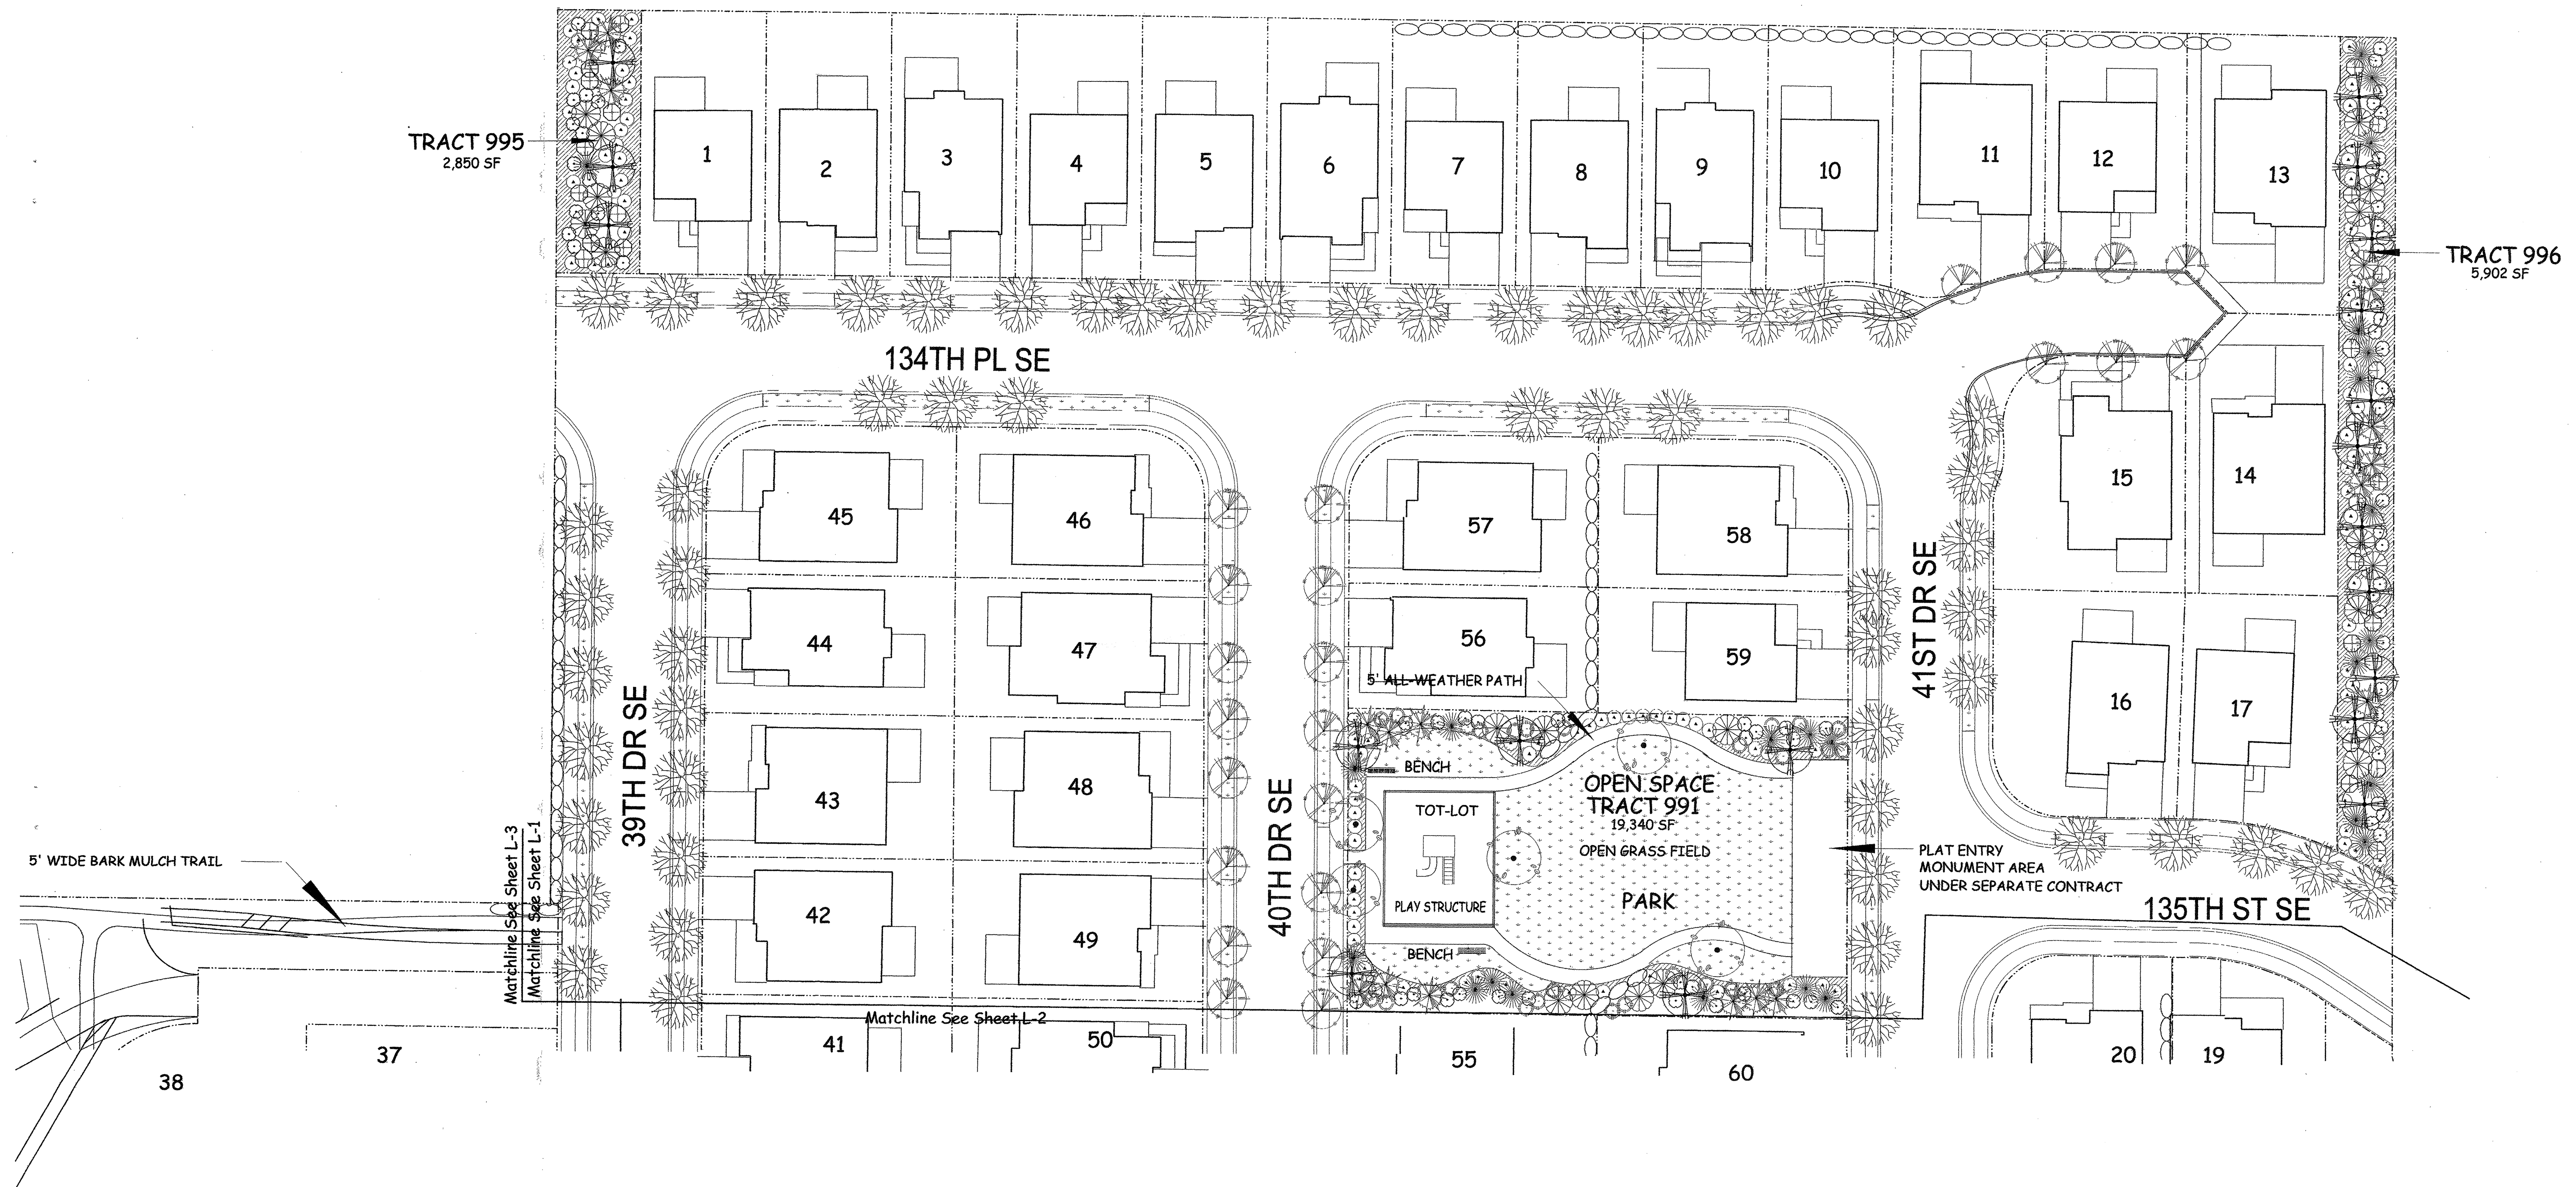 TRACT 995
2,850 SF
1
2
3
4
5
6
7
8
9
10
11
12
13
TRACT 996
5,902 SF
134TH PL SE
45
46
57
58
15
14
44
47
56
59
5' ALL-WEATHER PATH
16
17
39TH DR SE
40TH DR SE
41ST DR SE
43
48
BENCH
OPEN SPACE
TRACT 991
19,340 SF
TOT-LOT
OPEN GRASS FIELD
PLAY STRUCTURE
PARK
BENCH
PLAT ENTRY
MONUMENT AREA
UNDER SEPARATE CONTRACT
5' WIDE BARK MULCH TRAIL
Matchline See Sheet L-3
Matchline See Sheet L-1
42
49
135TH ST SE
Matchline See Sheet L-2
38
37
41
50
55
60
20
19